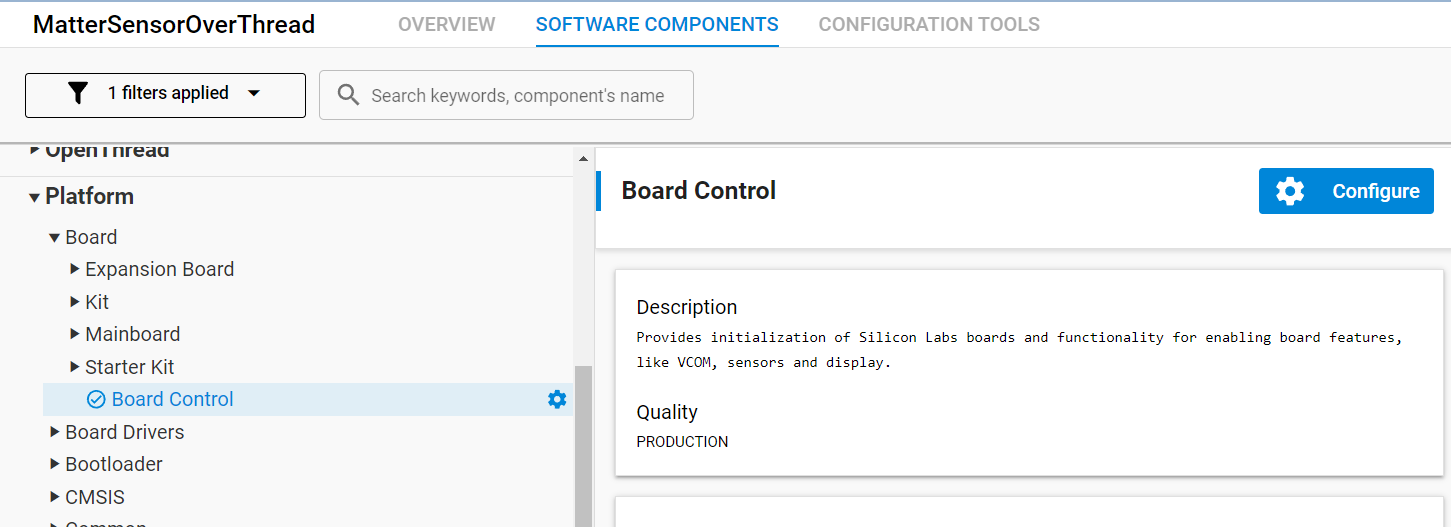 MatterSensorOverThread OVERVIEW SOFTWARE COMPONENTS CONFIGURATION TOOLS
1 filters applied Search keywords, component's name
OpenThread
Platform
Board
Expansion Board
Kit
Mainboard
Starter Kit
Board Control
Board Drivers
Bootloader
CMSIS
Common
Board Control Configure
Description
Provides initialization of Silicon Labs boards and functionality for enabling board features,
like VCOM, sensors and display.
Quality
PRODUCTION